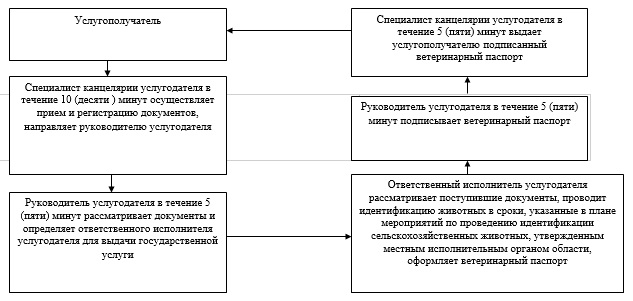 Услугополучатель
Специалист канцелярии услугодателя в
течение 10 (десяти ) минут осуществляет
прием и регистрацию документов,
направляет руководителю услугодателя
Руководитель услугодателя в течение 5
(пяти) минут рассматривает документы и
определяет ответственного исполнителя
услугодателя для выдачи государственной
услуги
Ответственный исполнитель услугодателя
рассматривает поступившие документы, проводит
идентификацию животных в сроки, указанные в плане
мероприятий по проведению идентификации
сельскохозяйственных животных, утвержденным
местным исполнительным органом области,
оформляет ветеринарный паспорт
Руководитель услугодателя в течение 5 (пяти)
минут подписывает ветеринарный паспорт
Специалист канцелярии услугодателя в
течение 5 (пяти) минут выдает
услугополучателю подписанный
ветеринарный паспорт